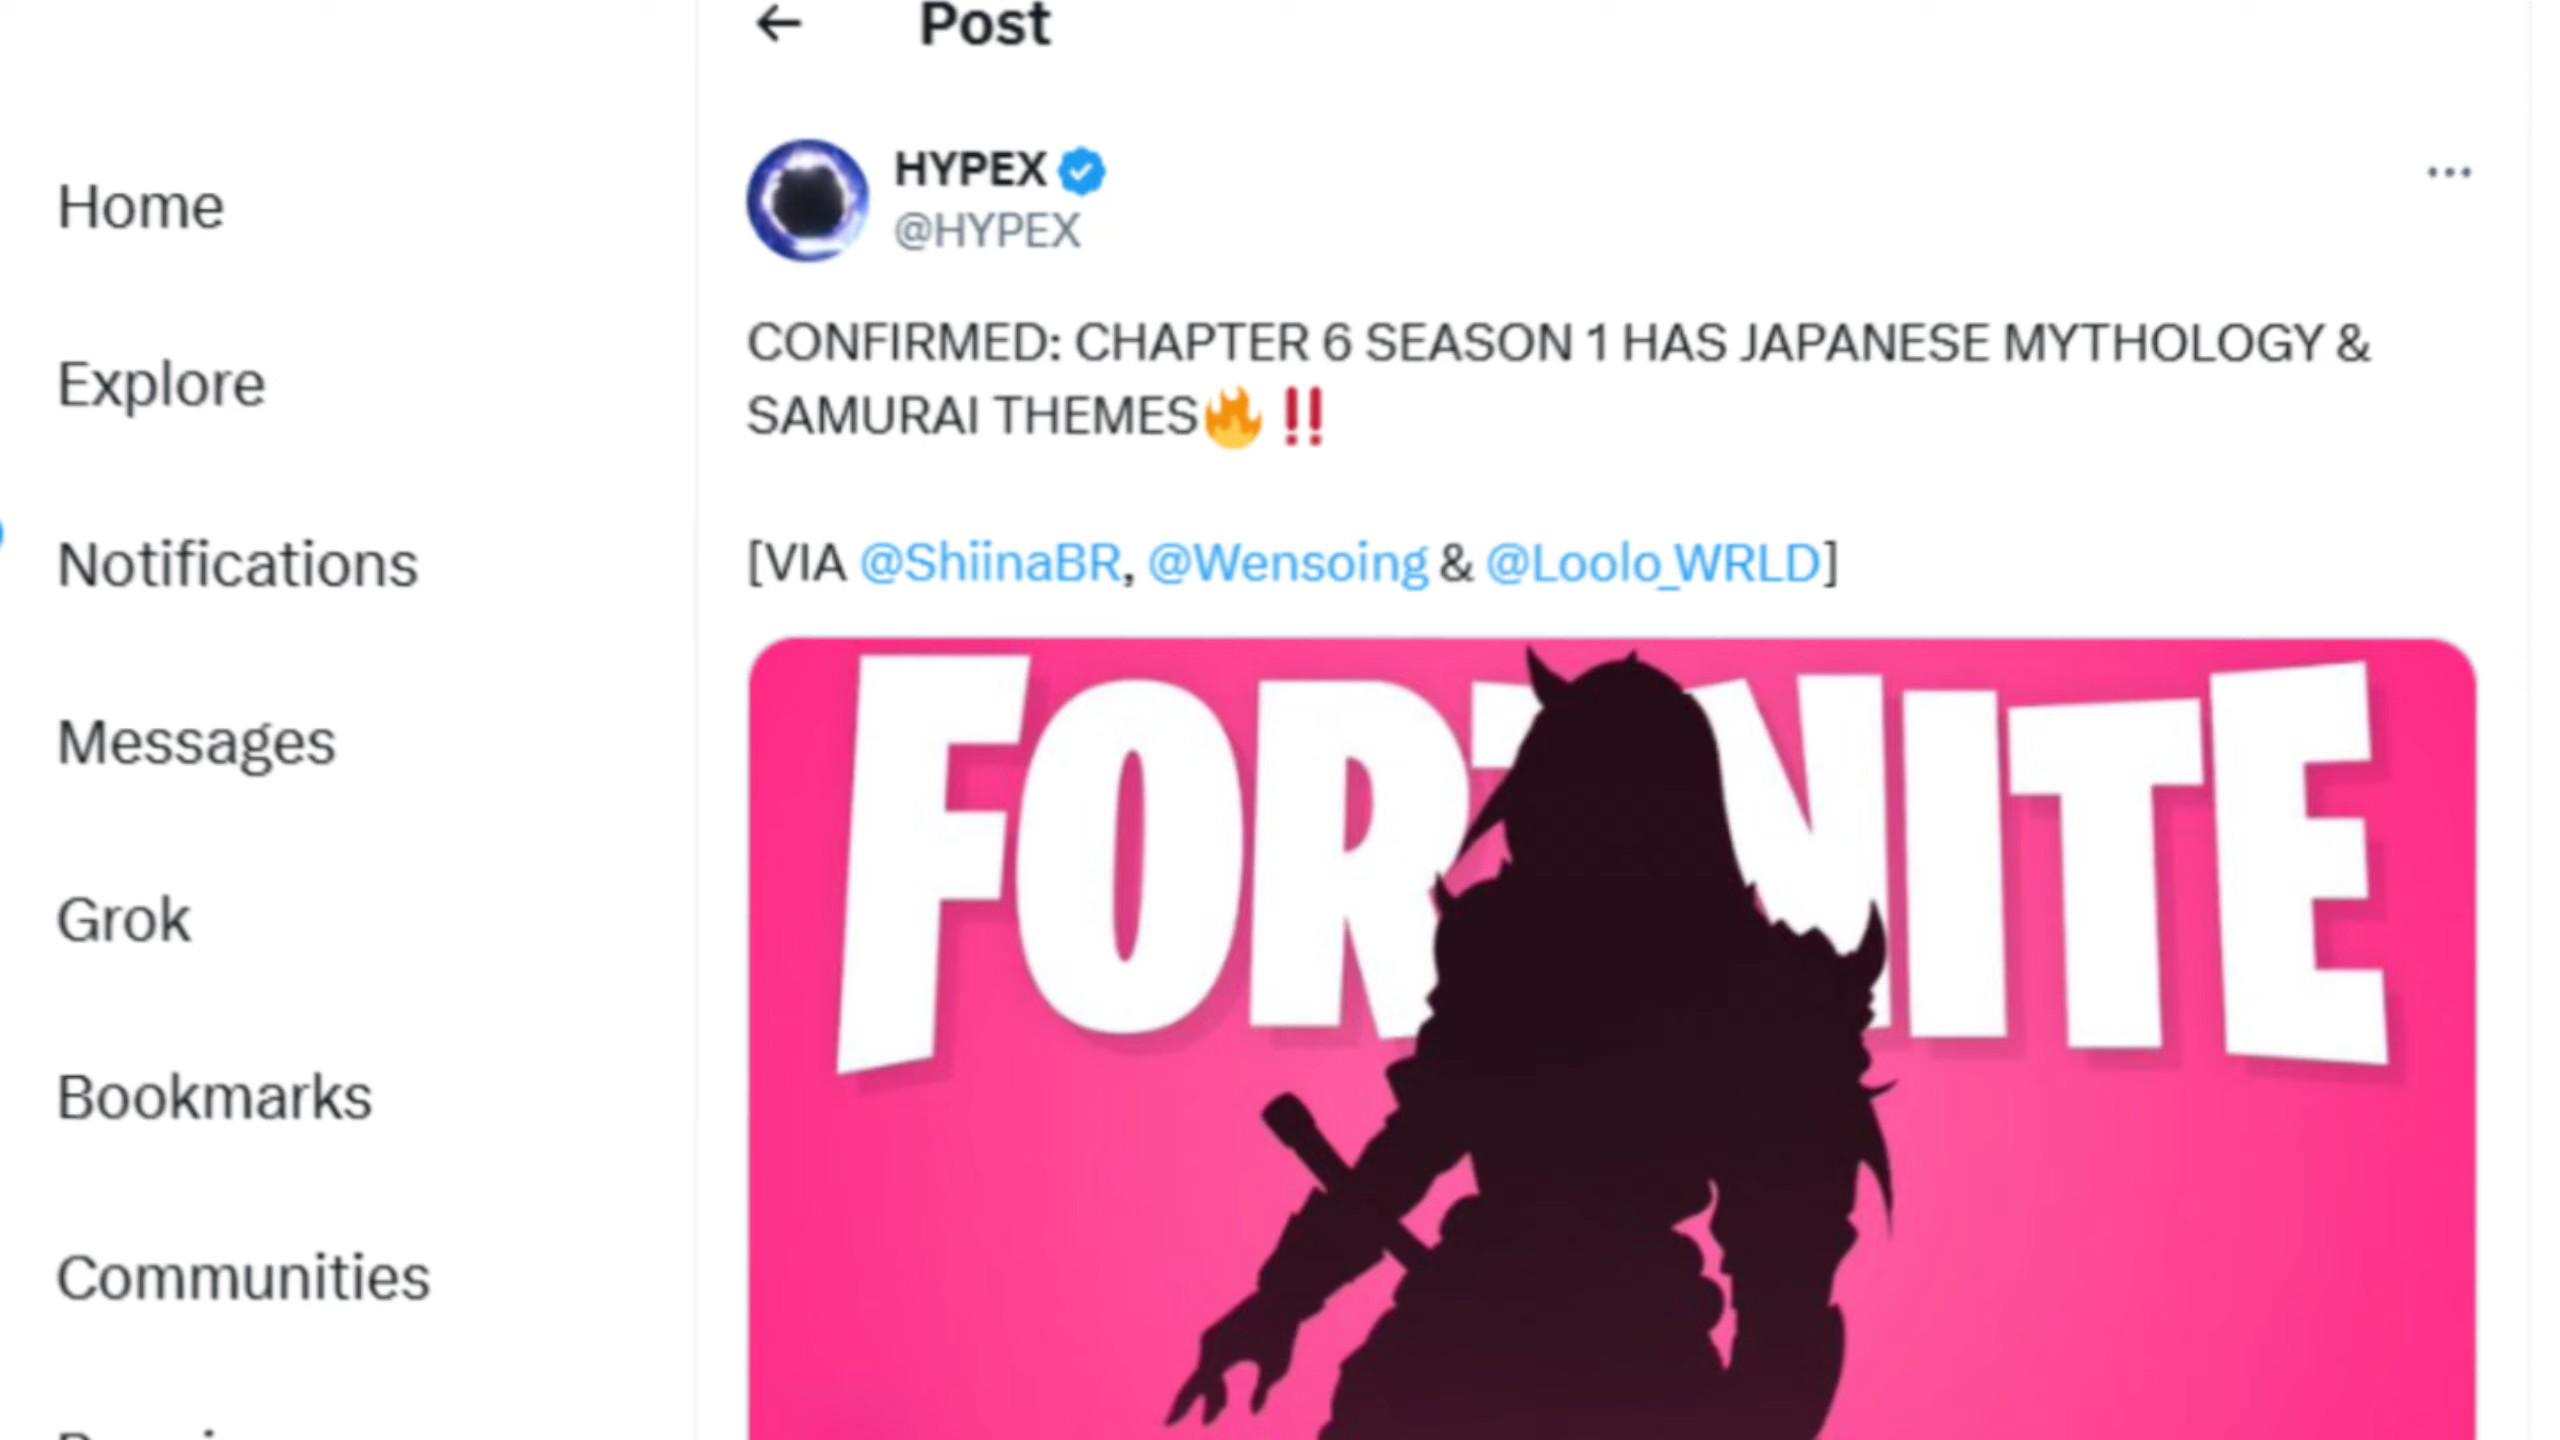 Post
Home
Explore
Notifications
Messages
Grok
Bookmarks
Communities
HYPEX
@HYPEX
CONFIRMED: CHAPTER 6 SEASON 1 HAS JAPANESE MYTHOLOGY &
SAMURAI THEMES🔥 ‼️
[VIA @ShiinaBR, @Wensoing & @Loolo_WRLD]
FORTNITE